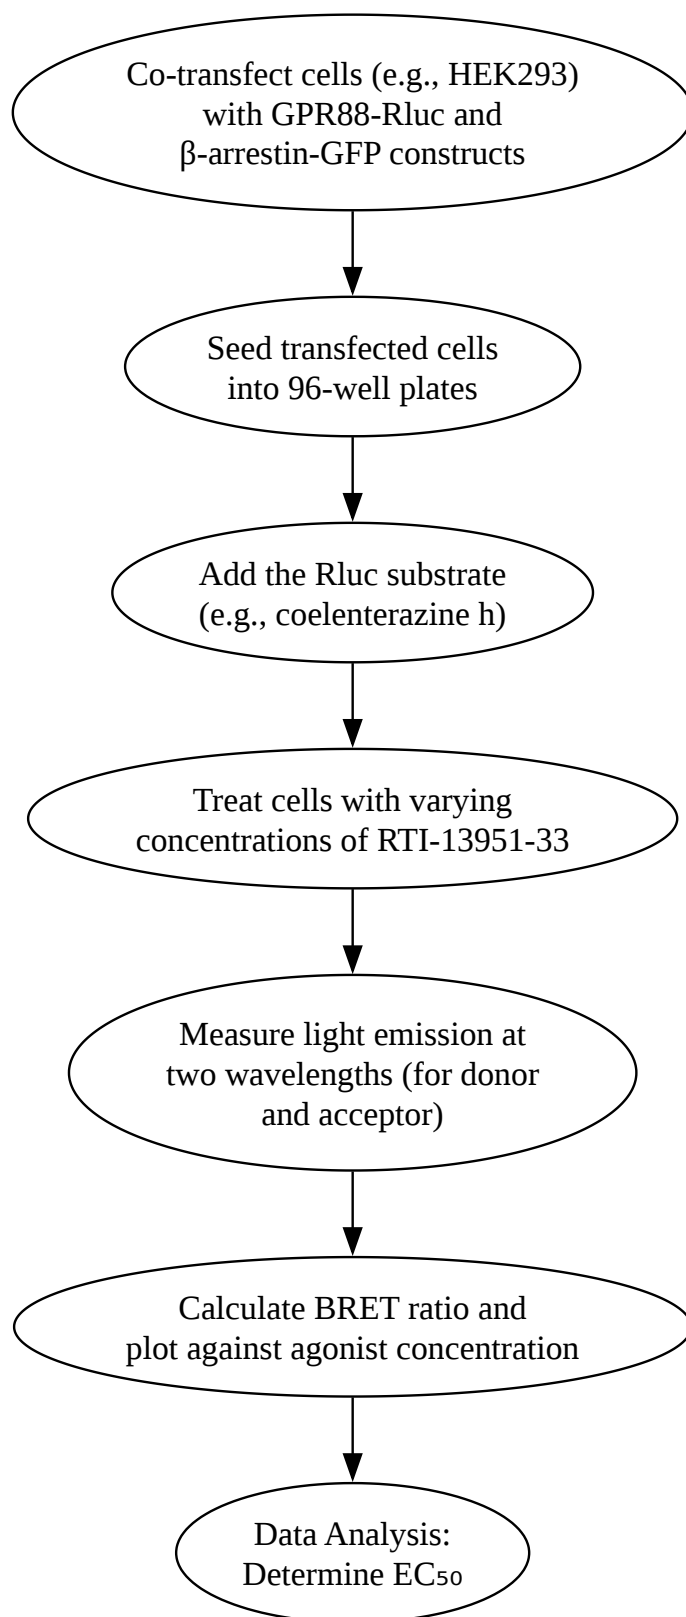 Co-transfect cells (e.g., HEK293)
with GPR88-Rluc and
β-arrestin-GFP constructs
Seed transfected cells
into 96-well plates
Add the Rluc substrate
(e.g., coelenterazine h)
Treat cells with varying
concentrations of RTI-13951-33
Measure light emission at
two wavelengths (for donor
and acceptor)
Calculate BRET ratio and
plot against agonist concentration
Data Analysis:
Determine EC₅₀